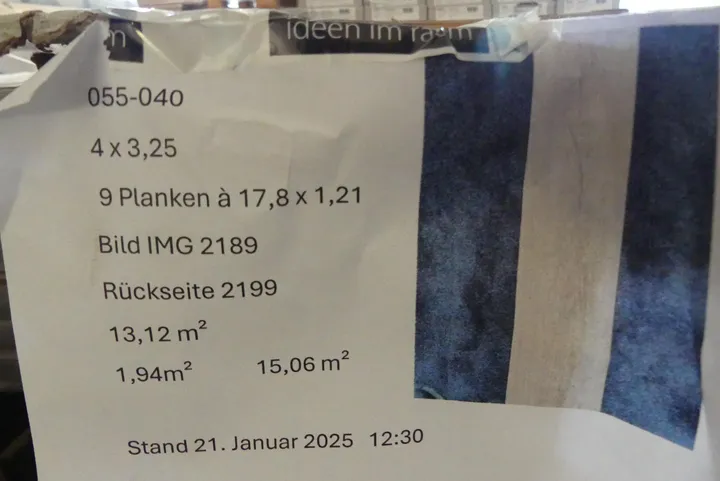 m
Ideen im raum
055-040
4 x 3,25
9 Planken à 17,8 x 1,21
Bild IMG 2189
Rückseite 2199
13,12 m²
1,94m² 15,06 m²
Stand 21. Januar 2025 12:30